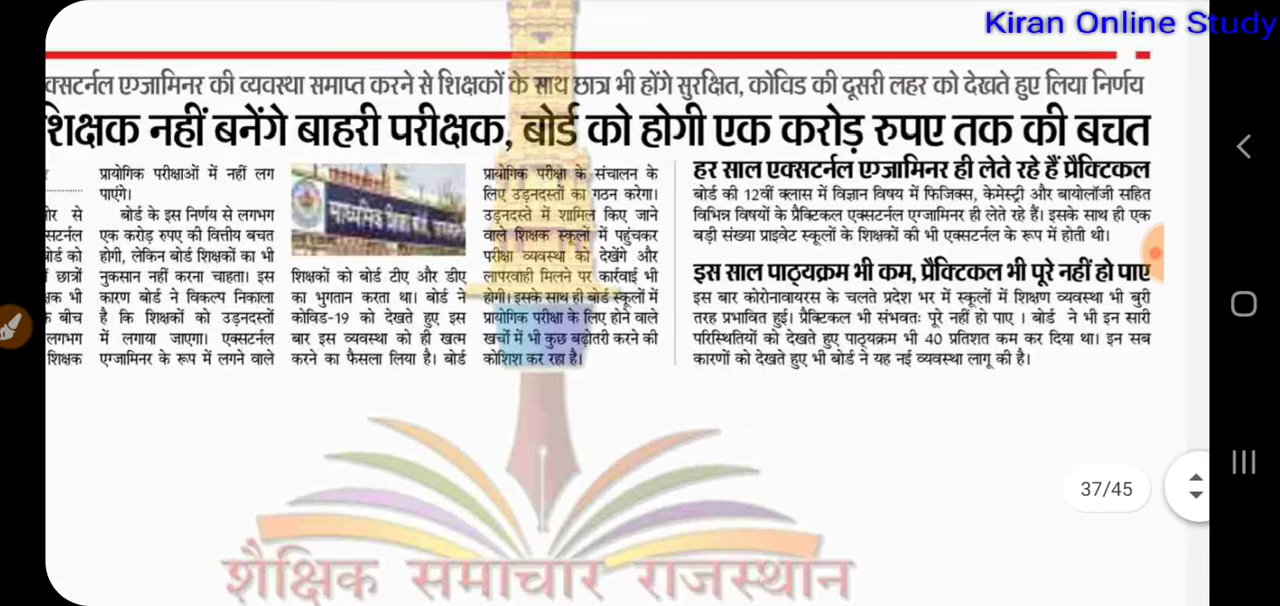 Kiran Online Study
क्सटर्नल एग्जामिनर की व्यवस्था समाप्त करने से शिक्षकों के साथ छात्र भी होंगे सुरक्षित, कोविड की दूसरी लहर को देखते हुए लिया निर्णय
शिक्षक नहीं बनेंगे बाहरी परीक्षक, बोर्ड को होगी एक करोड़ रुपए तक की बचत
ोर से
सटर्नल
ोर्ड को
छात्रों
क भी
बीच
लगभग
शिक्षक
प्रायोगिक परीक्षाओं में नहीं लग
पाएंगे।
बोर्ड के इस निर्णय से लगभग
एक करोड़ रुपए की वित्तीय बचत
होगी, लेकिन बोर्ड शिक्षकों का भी
नुकसान नहीं करना चाहता। इस
कारण बोर्ड ने विकल्प निकाला
है कि शिक्षकों को उड़नदस्तों
में लगाया जाएगा। एक्सटर्नल
एग्जामिनर के रूप में लगने वाले
माध्यमिक शिक्षा बोर्ड
शिक्षकों को बोर्ड टीए और डीए
का भुगतान करता था। बोर्ड ने
कोविड-19 को देखते हुए इस
बार इस व्यवस्था को ही खत्म
करने का फैसला लिया है। बोर्ड
प्रायोगिक परीक्षा के संचालन के
लिए उड़नदस्तों का गठन करेगा।
उड़नदस्ते में शामिल किए जाने
वाले शिक्षक स्कूलों में पहुंचकर
परीक्षा व्यवस्था को देखेंगे और
लापरवाही मिलने पर कार्रवाई भी
होगी। इसके साथ ही बोर्ड स्कूलों में
प्रायोगिक परीक्षा के लिए होने वाले
खर्चों में भी कुछ बढ़ोतरी करने की
कोशिश कर रहा है।
हर साल एक्सटर्नल एग्जामिनर ही लेते रहे हैं प्रैक्टिकल
बोर्ड की 12वीं क्लास में विज्ञान विषय में फिजिक्स, केमेस्ट्री और बायोलॉजी सहित
विभिन्न विषयों के प्रैक्टिकल एक्सटर्नल एग्जामिनर ही लेते रहे हैं। इसके साथ ही एक
बड़ी संख्या प्राइवेट स्कूलों के शिक्षकों की भी एक्सटर्नल के रूप में होती थी।
इस साल पाठ्यक्रम भी कम, प्रैक्टिकल भी पूरे नहीं हो पाए
इस बार कोरोनावायरस के चलते प्रदेश भर में स्कूलों में शिक्षण व्यवस्था भी बुरी
तरह प्रभावित हुई। प्रैक्टिकल भी संभवतः पूरे नहीं हो पाए । बोर्ड ने भी इन सारी
परिस्थितियों को देखते हुए पाठ्यक्रम भी 40 प्रतिशत कम कर दिया था। इन सब
कारणों को देखते हुए भी बोर्ड ने यह नई व्यवस्था लागू की है।
37/45
शैक्षिक समाचार राजस्थान